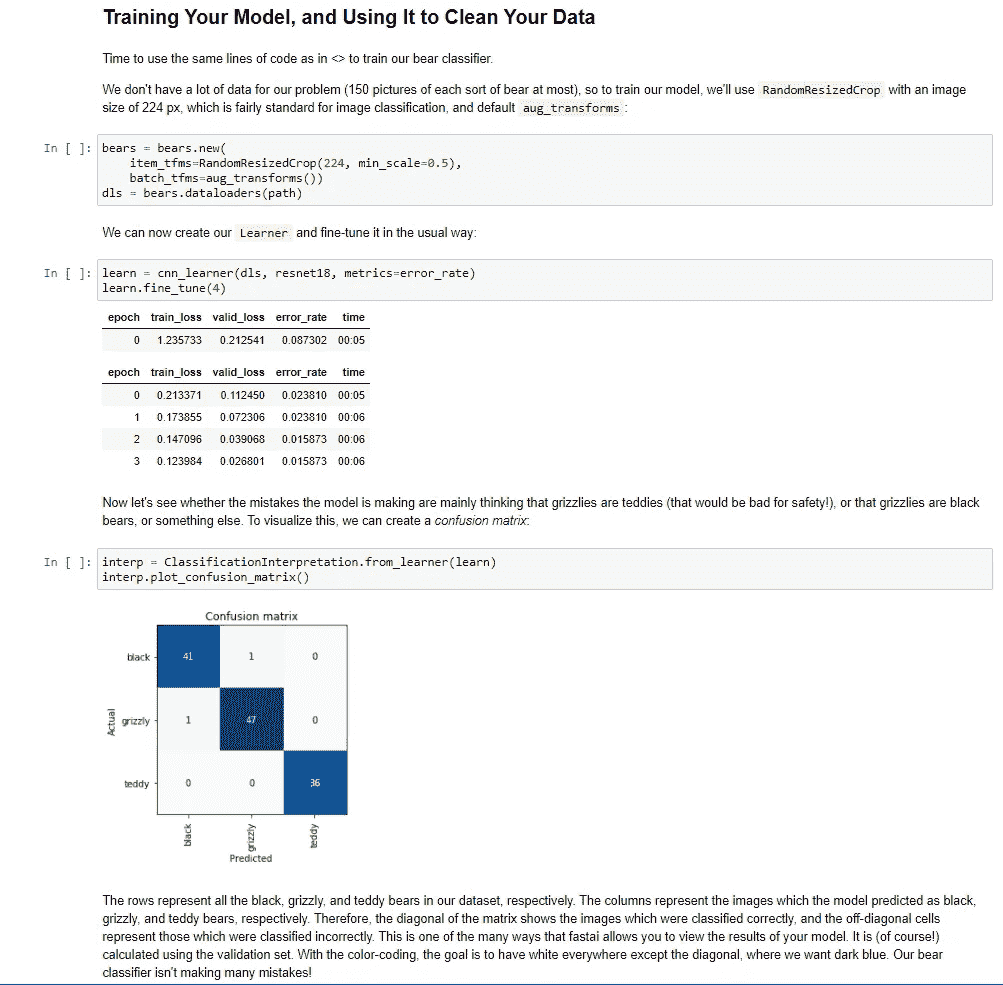 Training Your Model, and Using It to Clean Your Data
Time to use the same lines of code as in <> to train our bear classifier.
We don't have a lot of data for our problem (150 pictures of each sort of bear at most), so to train our model, we'll use RandomResizedCrop with an image
size of 224 px, which is fairly standard for image classification, and default aug_transforms :
In [ ]: bears = bears.new(
item_tfms=RandomResizedCrop(224, min_scale=0.5),
batch_tfms=aug_transforms())
dls = bears.dataloaders(path)
We can now create our Learner and fine-tune it in the usual way:
In [ ]: learn = cnn_learner(dls, resnet18, metrics=error_rate)
learn.fine_tune(4)
epoch train_loss valid_loss error_rate time
0 1.235733 0.212541 0.087302 00:05
epoch train_loss valid_loss error_rate time
0 0.213371 0.112450 0.023810 00:05
1 0.173855 0.072306 0.023810 00:06
2 0.147096 0.039068 0.015873 00:06
3 0.123984 0.026801 0.015873 00:06
Now let's see whether the mistakes the model is making are mainly thinking that grizzlies are teddies (that would be bad for safety!), or that grizzlies are black
bears, or something else. To visualize this, we can create a confusion matrix:
In [ ]: interp = ClassificationInterpretation.from_learner(learn)
interp.plot_confusion_matrix()
Confusion matrix
black 41 1 0
Actual
grizzly 1 47 0
teddy 0 0 36
black grizzly teddy
Predicted
The rows represent all the black, grizzly, and teddy bears in our dataset, respectively. The columns represent the images which the model predicted as black,
grizzly, and teddy bears, respectively. Therefore, the diagonal of the matrix shows the images which were classified correctly, and the off-diagonal cells
represent those which were classified incorrectly. This is one of the many ways that fastai allows you to view the results of your model. It is (of course!)
calculated using the validation set. With the color-coding, the goal is to have white everywhere except the diagonal, where we want dark blue. Our bear
classifier isn't making many mistakes!